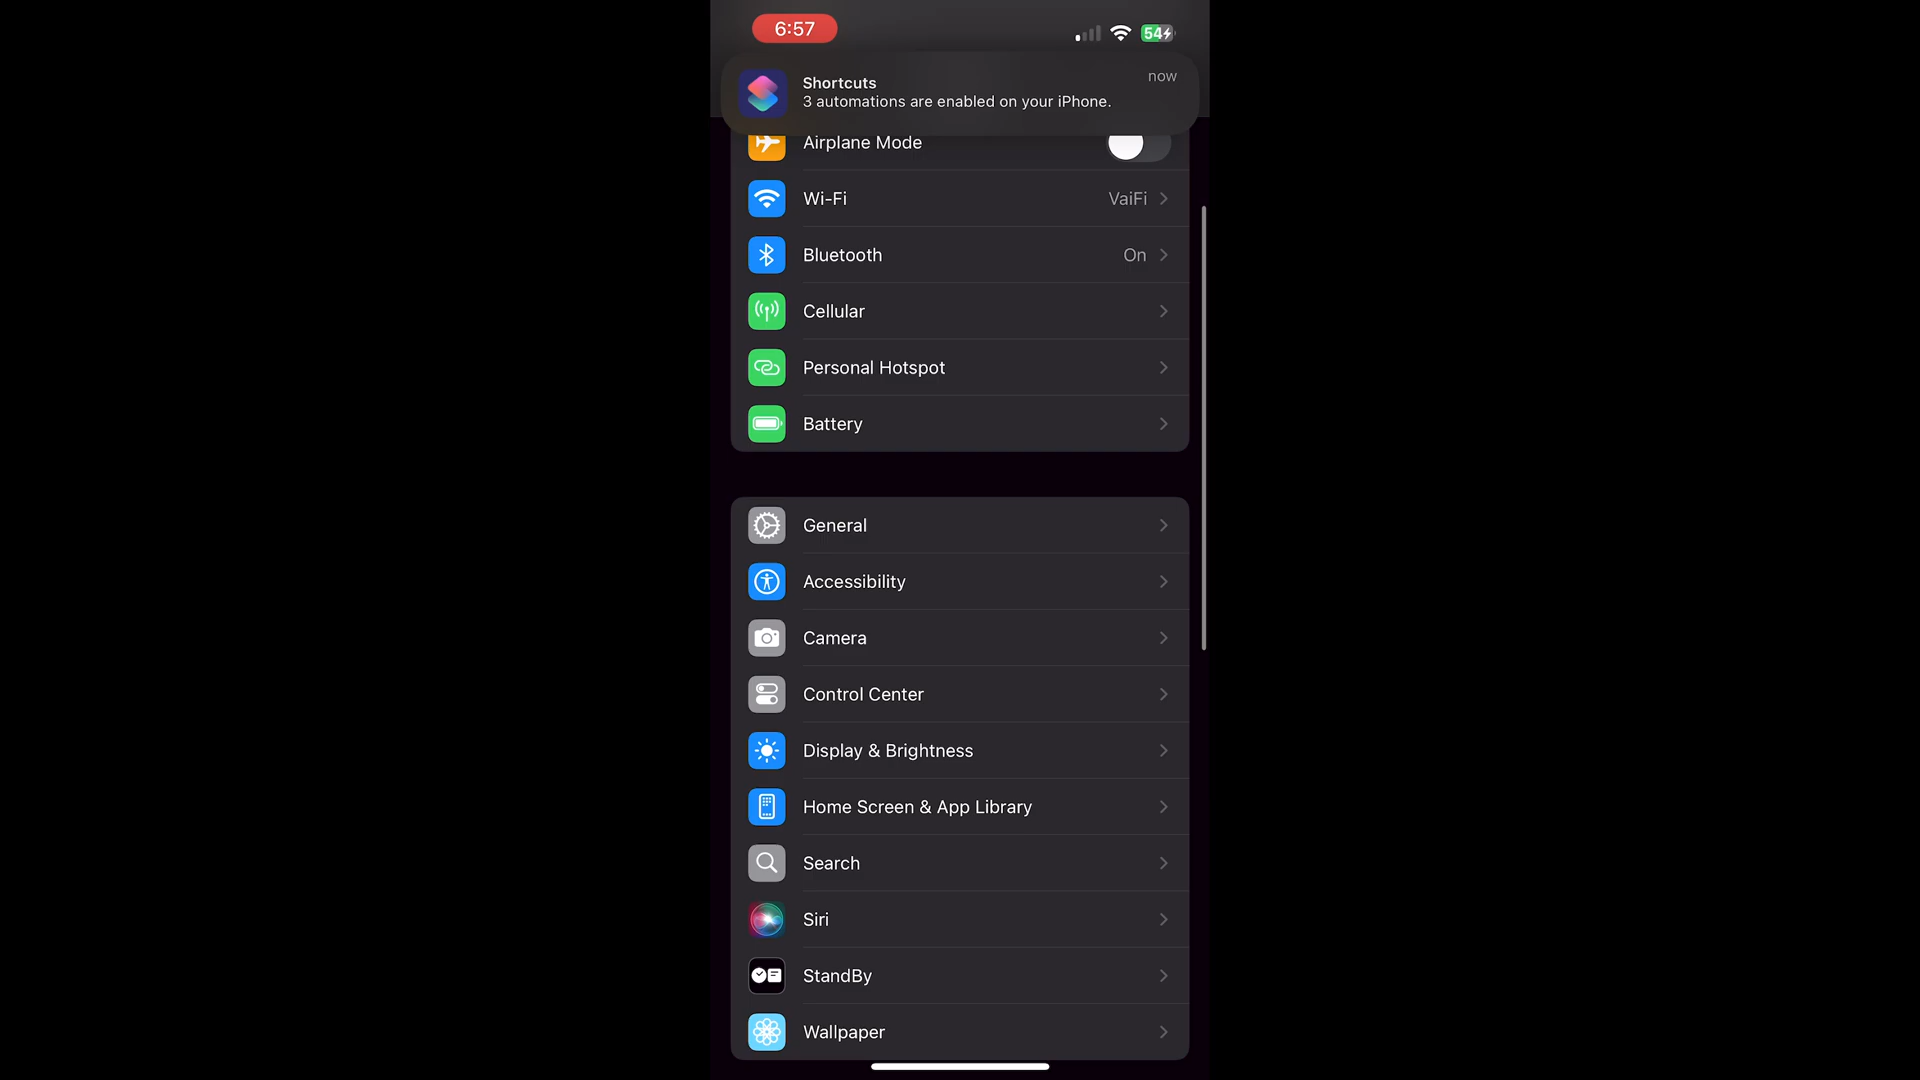 6:57
54
Shortcuts
now
3 automations are enabled on your iPhone.
Airplane Mode
Wi-Fi
VaiFi
Bluetooth
On
Cellular
Personal Hotspot
Battery
General
Accessibility
Camera
Control Center
Display & Brightness
Home Screen & App Library
Search
Siri
StandBy
Wallpaper